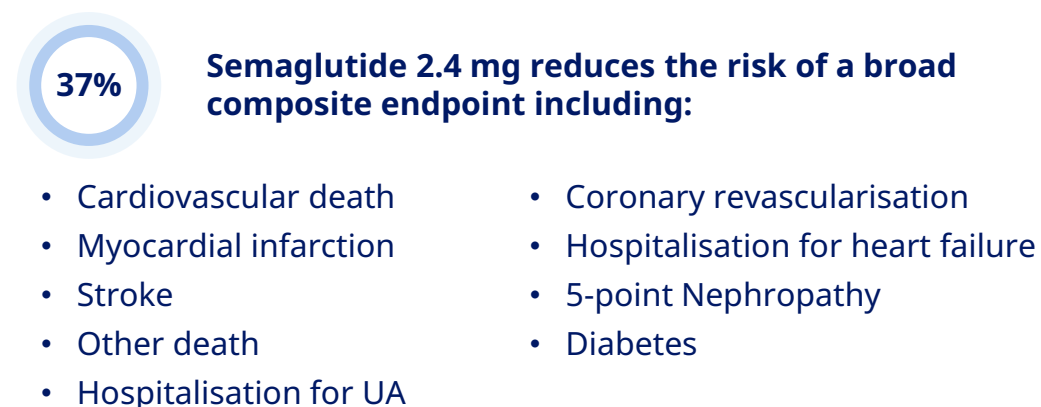 37%
Semaglutide 2.4 mg reduces the risk of a broad
composite endpoint including:
• Cardiovascular death
• Myocardial infarction
• Stroke
• Other death
• Hospitalisation for UA
• Coronary revascularisation
• Hospitalisation for heart failure
• 5-point Nephropathy
• Diabetes